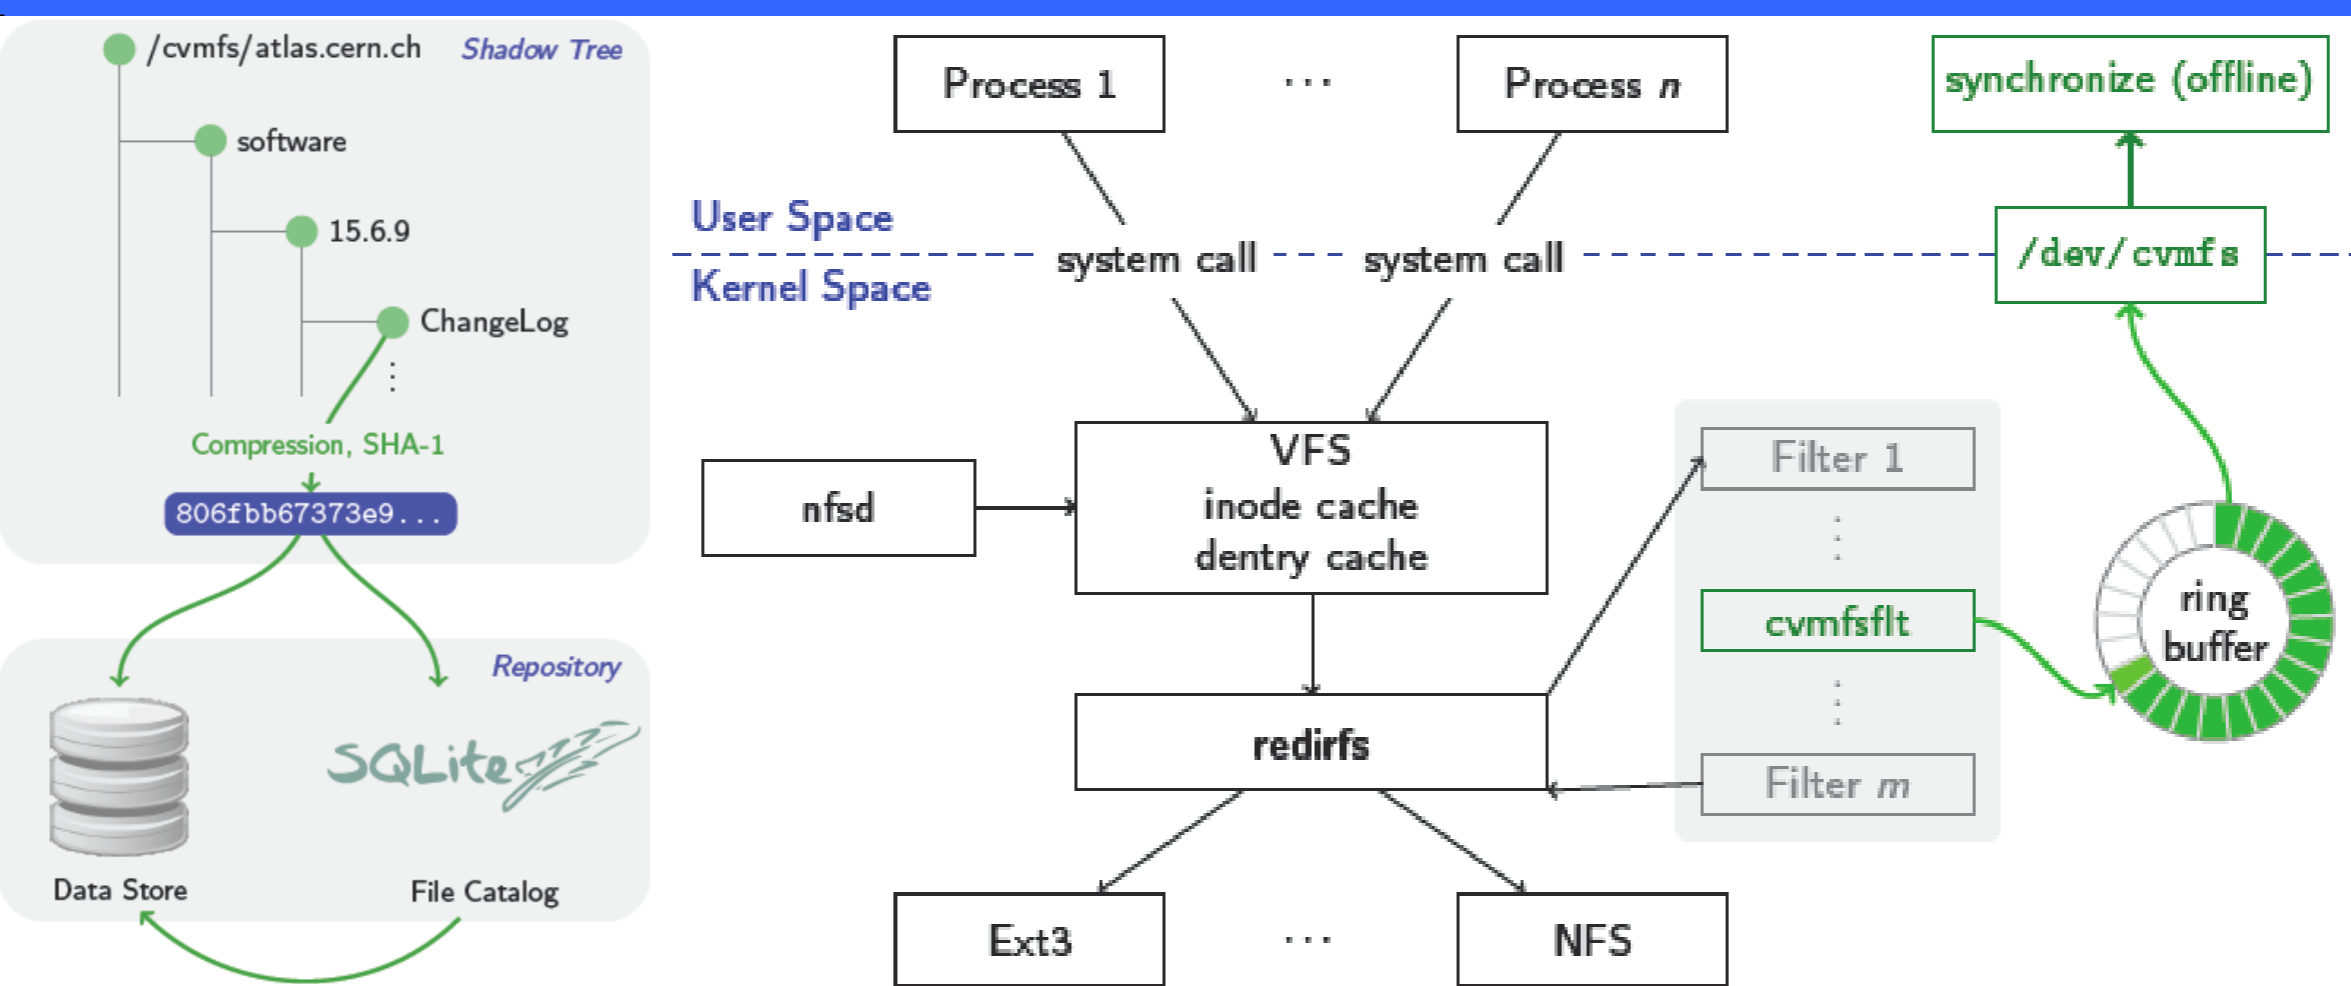 /cvmfs/atlas.cern.ch
Shadow Tree
software
15.6.9
ChangeLog
Compression, SHA-1
806fbb67373e9...
Repository
SQLite
Data Store
File Catalog
Process 1
...
Process n
User Space
system call
system call
Kernel Space
nfsd
VFS
inode cache
dentry cache
redirfs
Ext3
...
NFS
Filter 1
cvmfsflt
Filter m
synchronize (offline)
/dev/cvmfs
ring
buffer